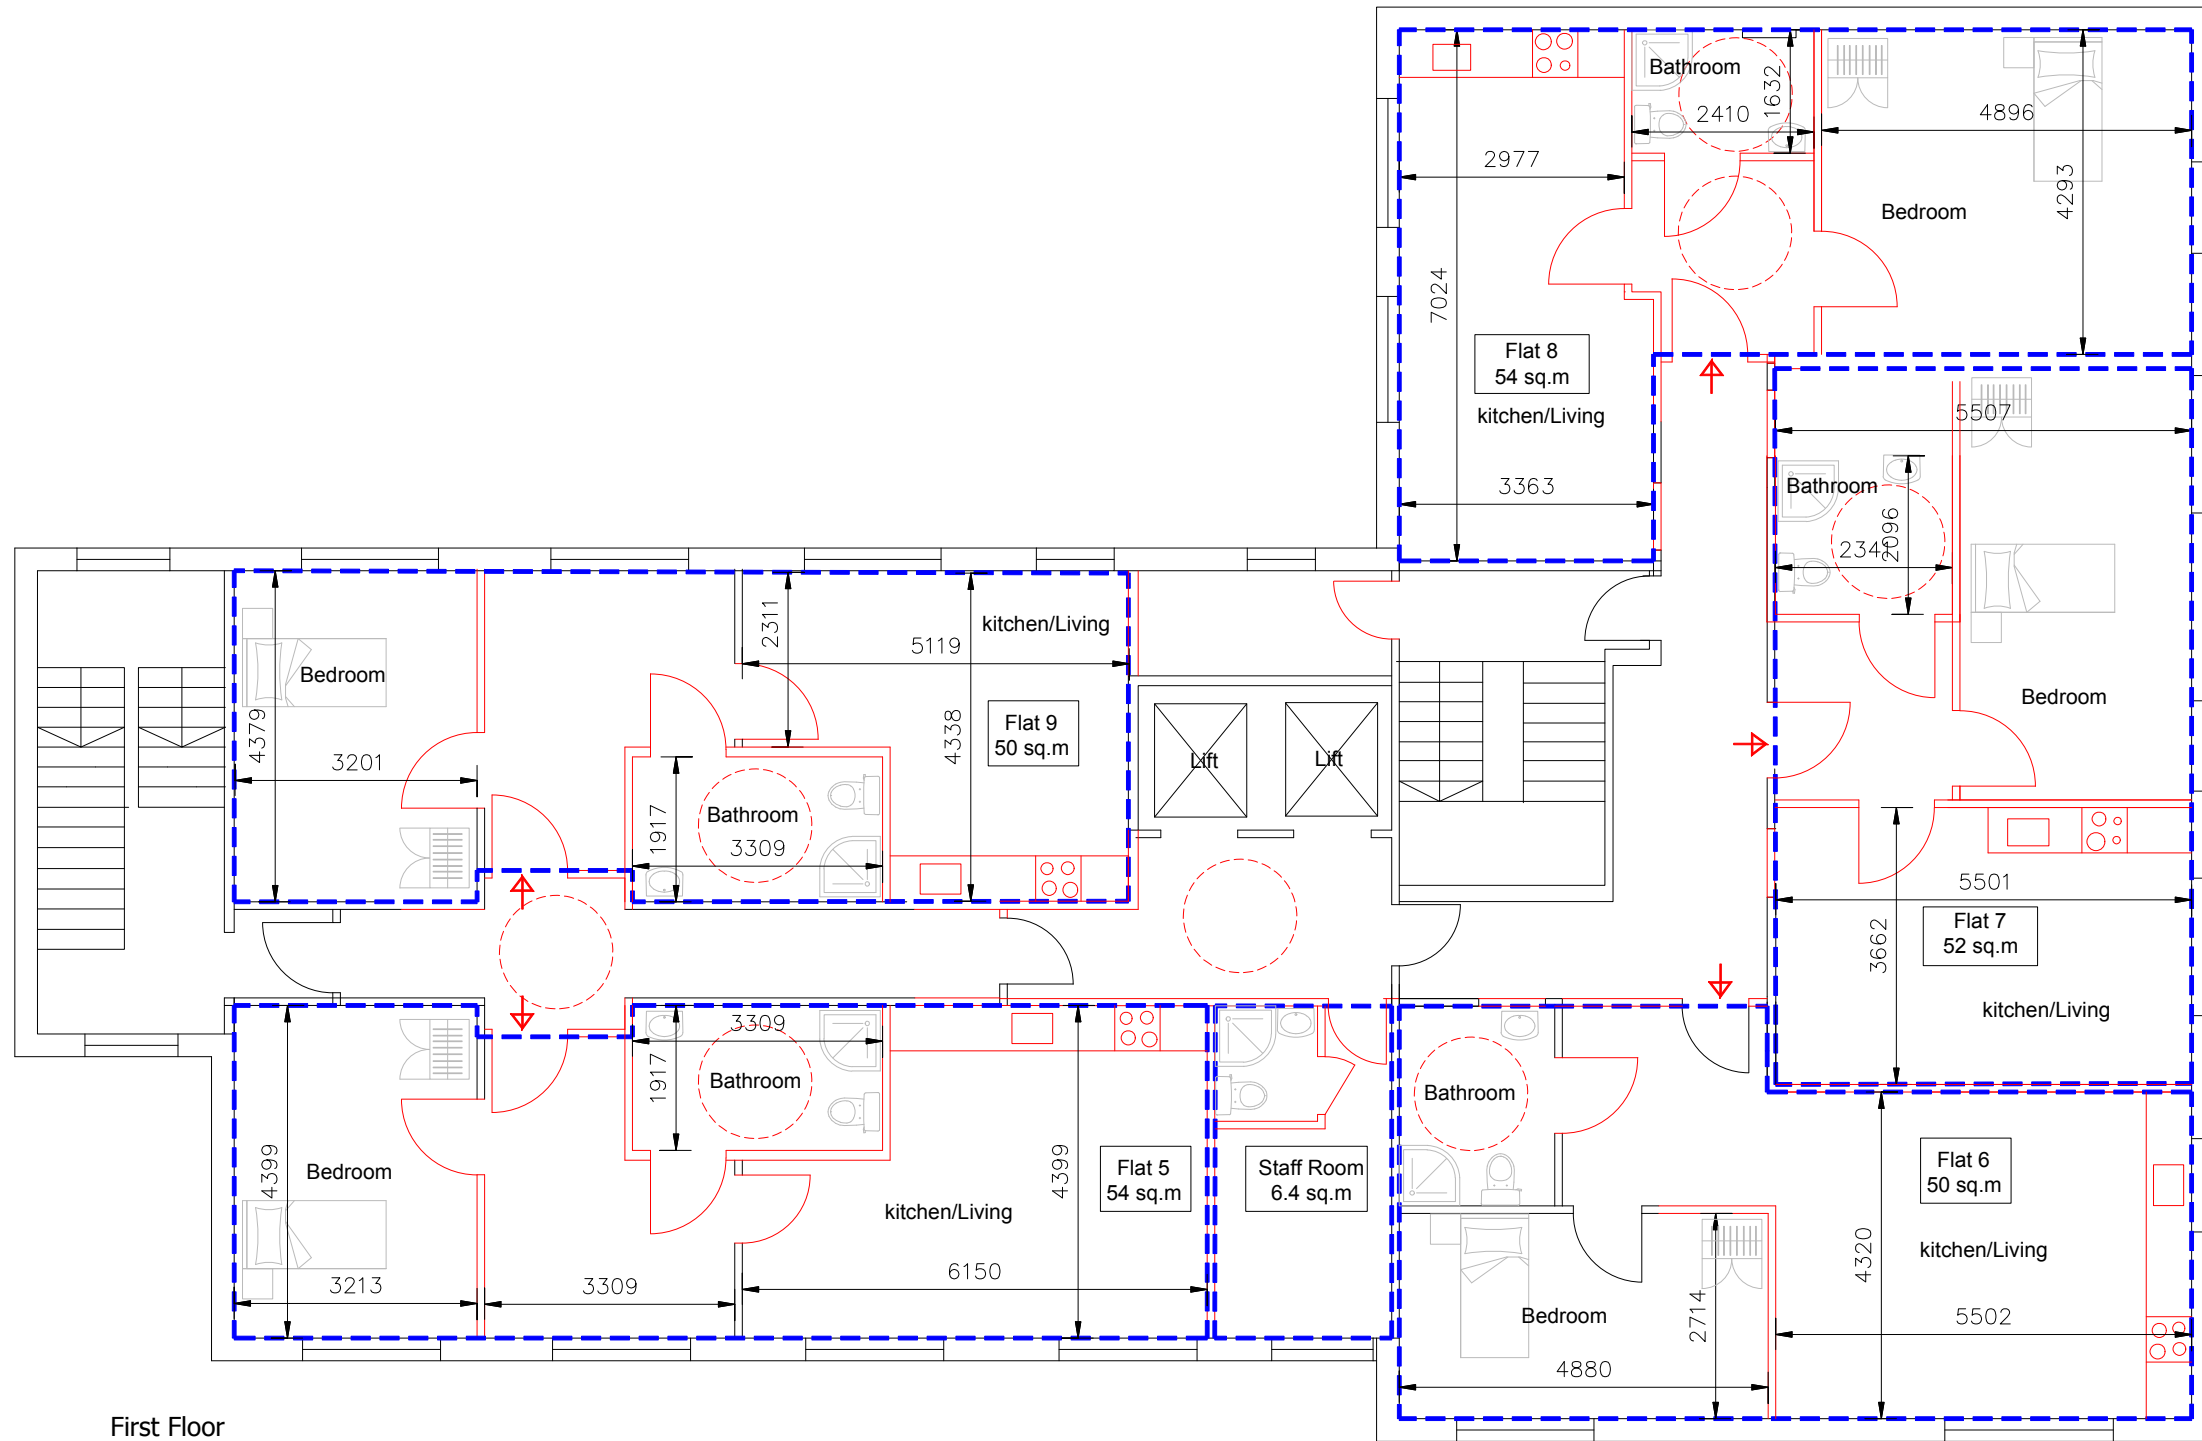 Bathroom
1632
2410
4896
2977
4293
Bedroom
7024
Flat 8
54 sq.m
kitchen/Living
3363
5507
Bathroom
2096
2341
Bedroom
2311
kitchen/Living
5119
Bedroom
4379
3201
4338
Flat 9
50 sq.m
Lift
Lift
Bathroom
1917
3309
5501
Flat 7
52 sq.m
3662
kitchen/Living
3309
1917
Bathroom
Bathroom
4399
Bedroom
4399
Flat 5
54 sq.m
Staff Room
6.4 sq.m
Flat 6
50 sq.m
kitchen/Living
kitchen/Living
4320
3213
3309
6150
Bedroom
2714
5502
4880
First Floor